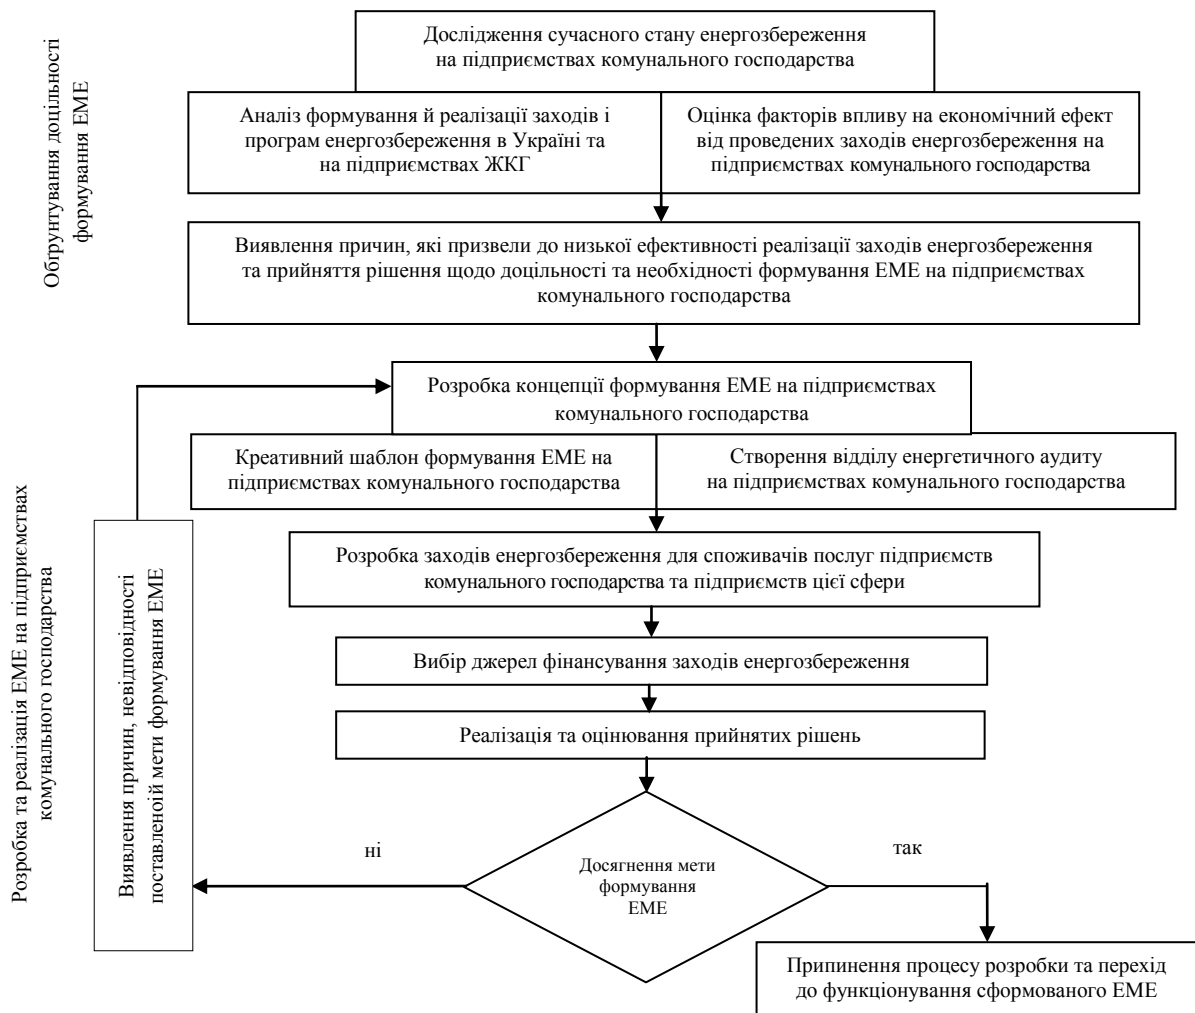 Обґрунтування доцільності
формування ЕМЕ
Дослідження сучасного стану енергозбереження
на підприємствах комунального господарства
Аналіз формування й реалізації заходів і
програм енергозбереження в Україні та
на підприємствах ЖКГ
Оцінка факторів впливу на економічний ефект
від проведених заходів енергозбереження на
підприємствах комунального господарства
Виявлення причин, які призвели до низької ефективності реалізації заходів енергозбереження
та прийняття рішення щодо доцільності та необхідності формування ЕМЕ на підприємствах
комунального господарства
Розробка та реалізація ЕМЕ на підприємствах
комунального господарства
Розробка концепції формування ЕМЕ на підприємствах
комунального господарства
Креативний шаблон формування ЕМЕ на
підприємствах комунального господарства
Створення відділу енергетичного аудиту
на підприємствах комунального господарства
Розробка заходів енергозбереження для споживачів послуг підприємств
комунального господарства та підприємств цієї сфери
Вибір джерел фінансування заходів енергозбереження
Реалізація та оцінювання прийнятих рішень
Досягнення мети
формування
ЕМЕ
ні
так
Виявлення причин, невідповідності
поставленоїй мети формування ЕМЕ
Припинення процесу розробки та перехід
до функціонування сформованого ЕМЕ